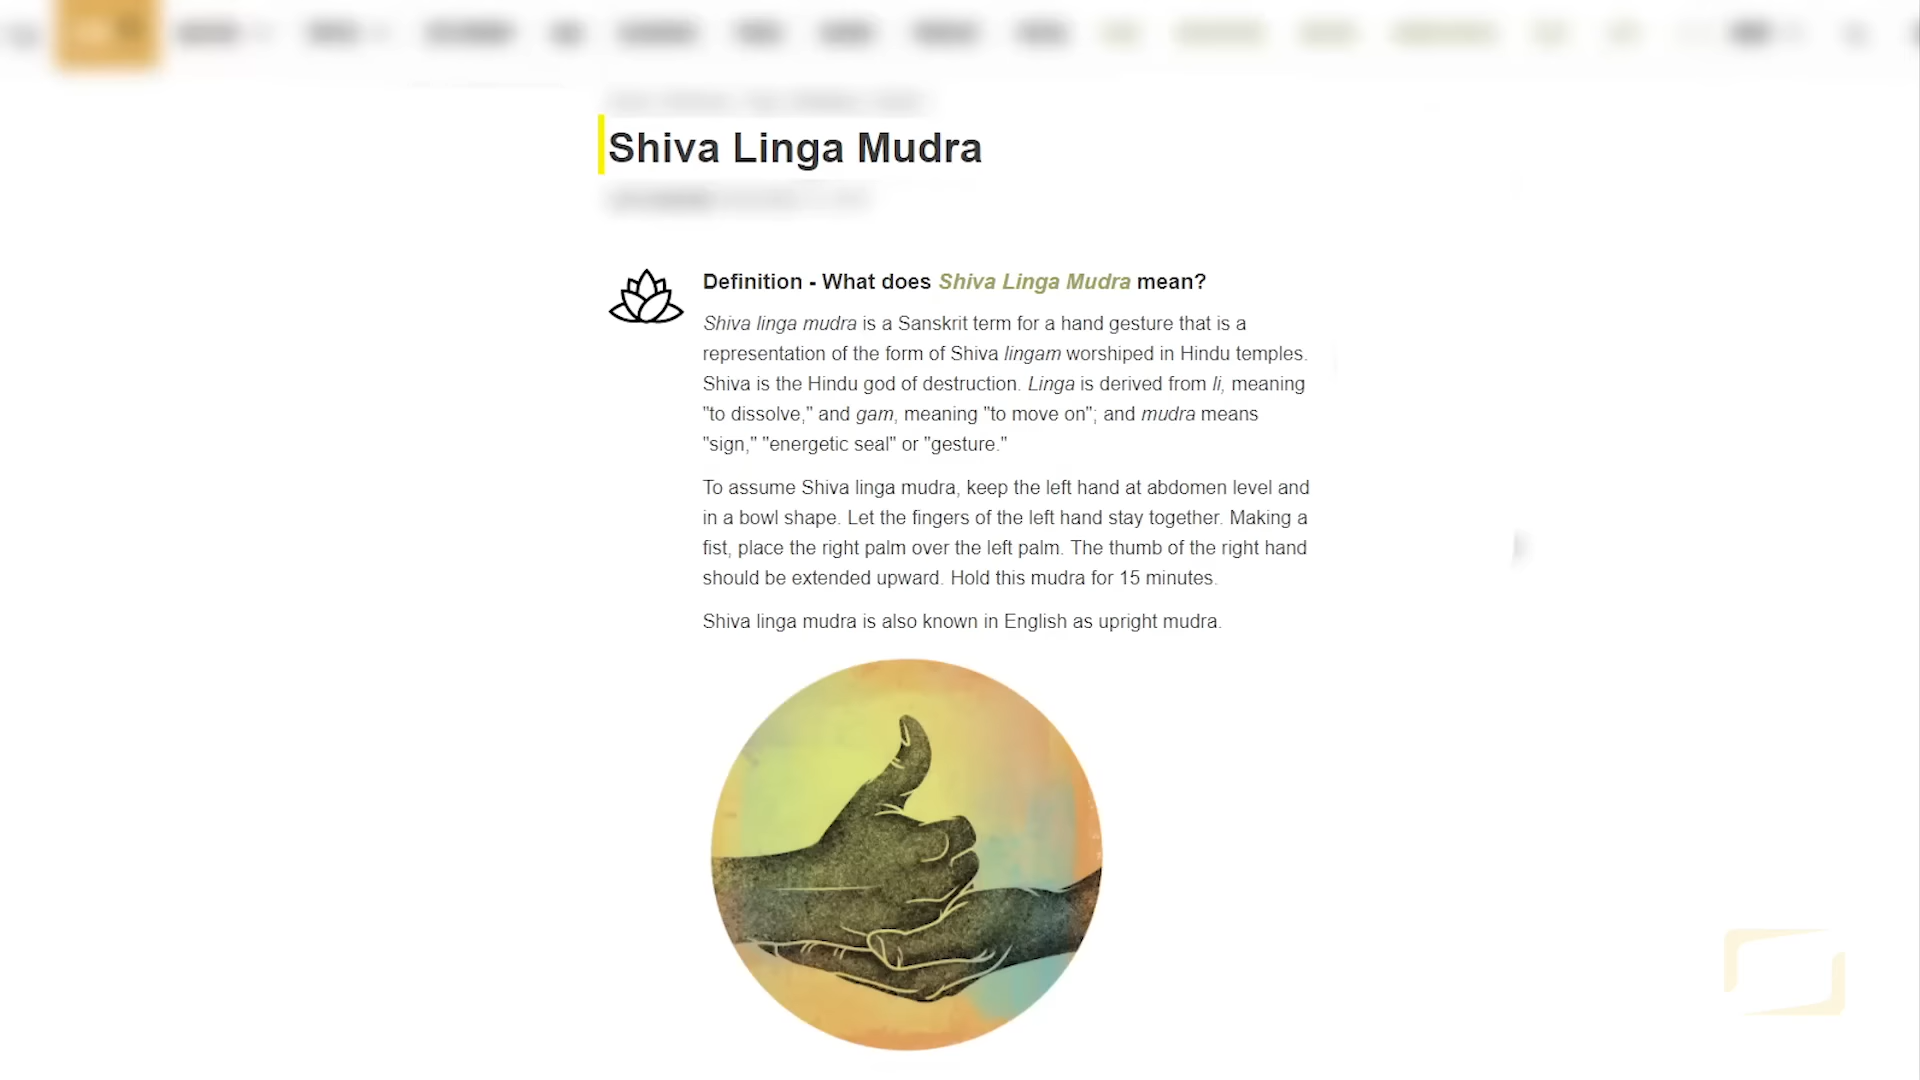 Shiva Linga Mudra
Definition - What does Shiva Linga Mudra mean?
Shiva linga mudra is a Sanskrit term for a hand gesture that is a
representation of the form of Shiva lingam worshiped in Hindu temples.
Shiva is the Hindu god of destruction. Linga is derived from li, meaning
"to dissolve," and gam, meaning "to move on"; and mudra means
"sign," "energetic seal" or "gesture."
To assume Shiva linga mudra, keep the left hand at abdomen level and
in a bowl shape. Let the fingers of the left hand stay together. Making a
fist, place the right palm over the left palm. The thumb of the right hand
should be extended upward. Hold this mudra for 15 minutes.
Shiva linga mudra is also known in English as upright mudra.